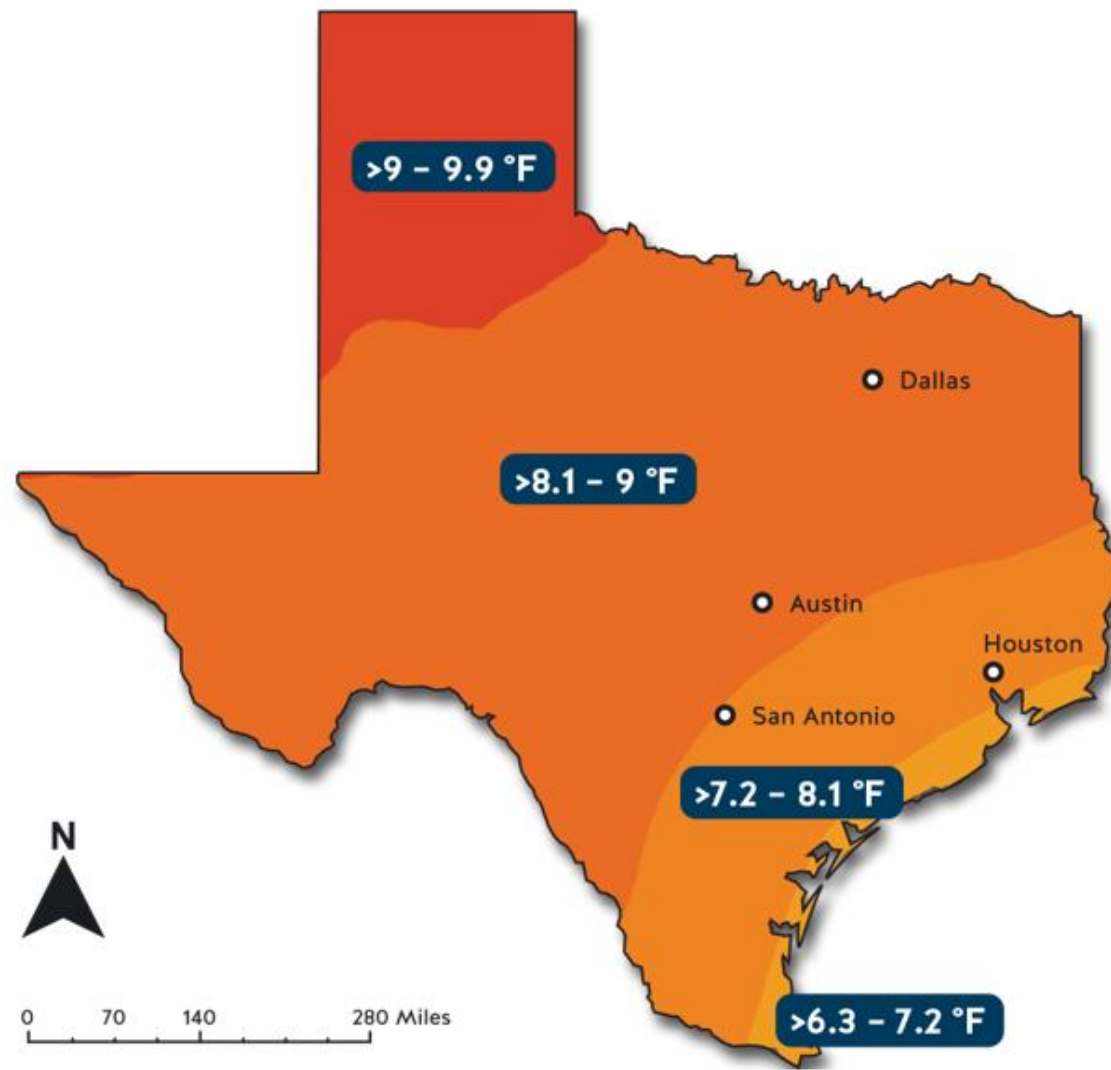 >9 – 9.9 °F
Dallas
>8.1 – 9 °F
Austin
Houston
San Antonio
>7.2 – 8.1 °F
N
0 70 140 280 Miles
>6.3 – 7.2 °F